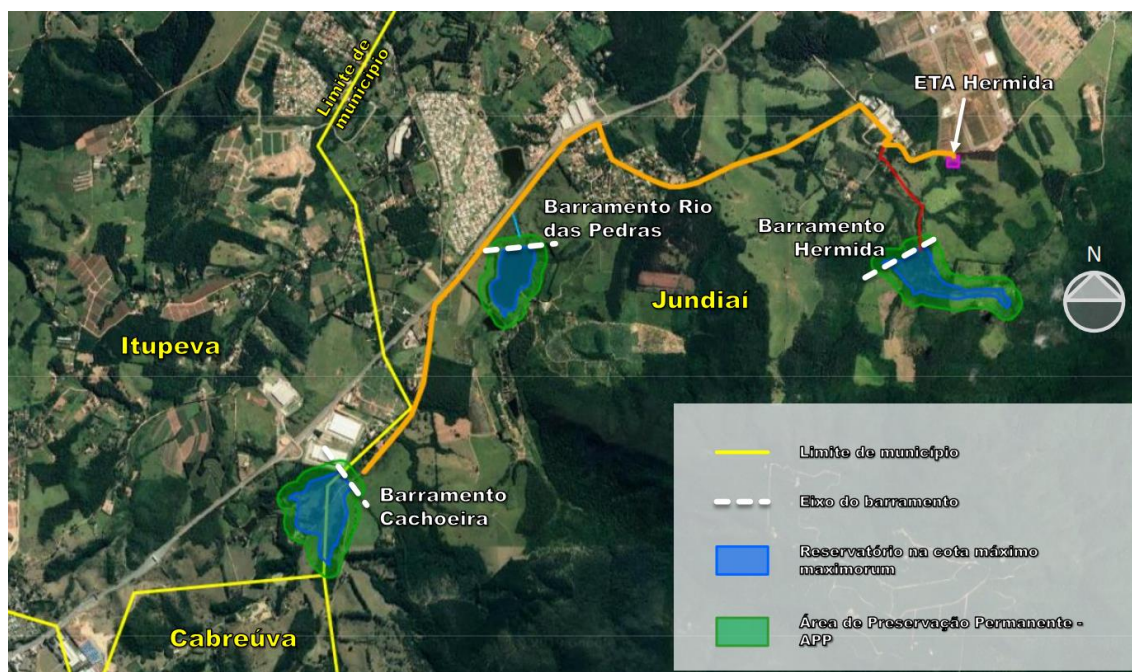 Limite de
município
ETA Hermida
Barramento Rio
das Pedras
Barramento
Hermida
N
Jundiaí
Itupeva
Barramento
Cachoeira
Cabreúva
Limite de município
Eixo do barramento
Reservatório na cota máximo
maximorum
Área de Preservação Permanente -
APP